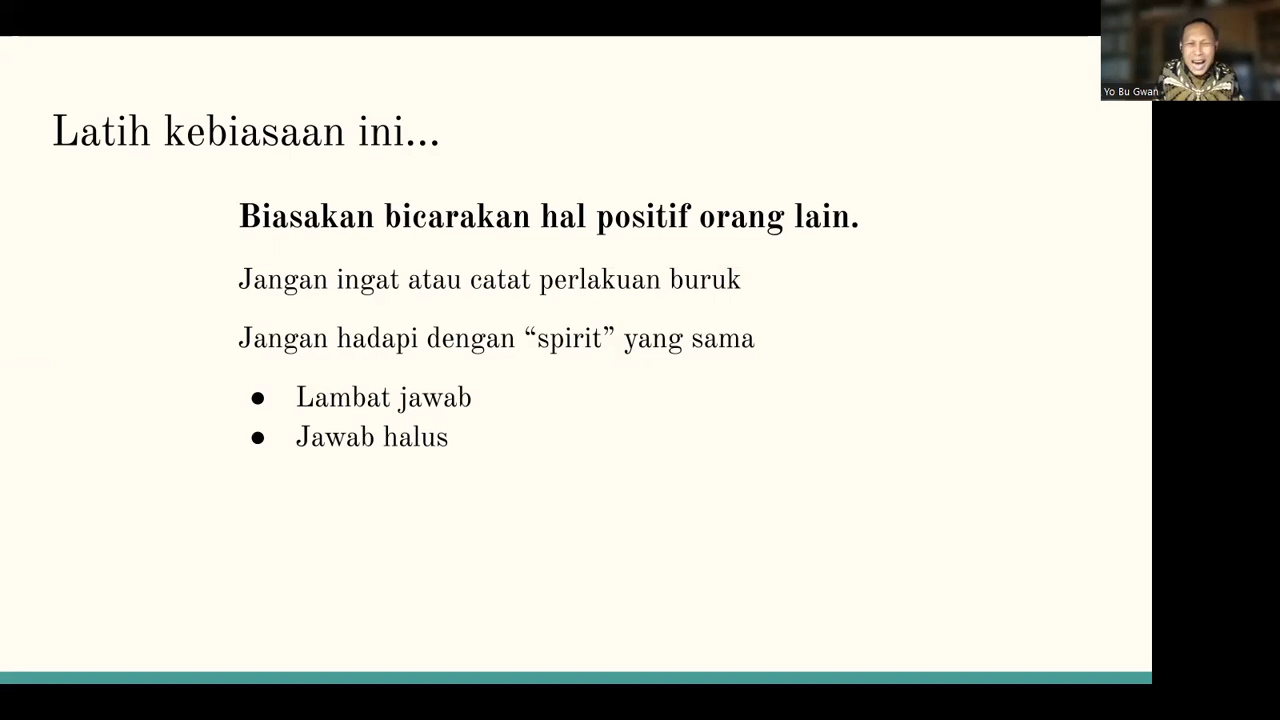 Yo Bu Gwan
Latih kebiasaan ini...
Biasakan bicarakan hal positif orang lain.
Jangan ingat atau catat perlakuan buruk
Jangan hadapi dengan “spirit” yang sama
● Lambat jawab
● Jawab halus